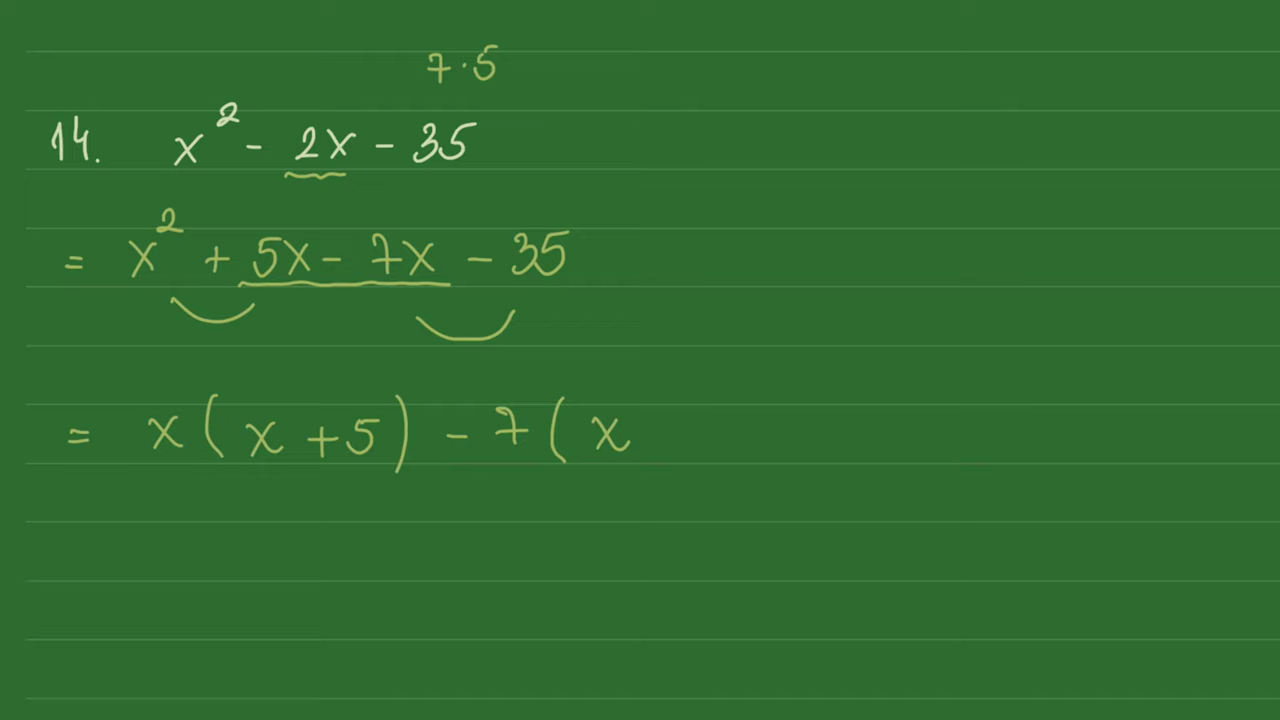 7 · 5
14. x² - 2x - 35
= x² + 5x - 7x - 35
= x ( x + 5 ) - 7 ( x